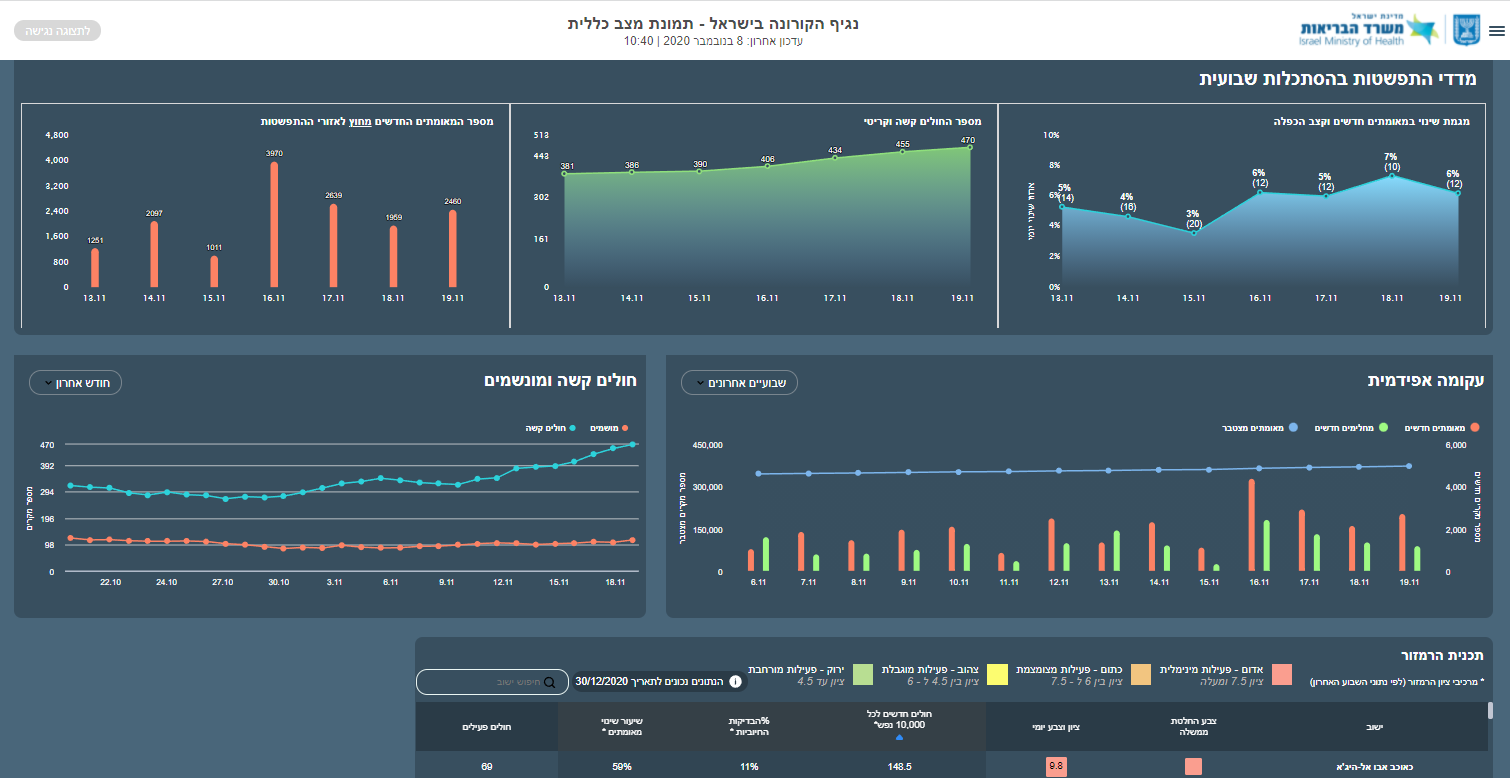 מדינת ישראל
משרד הבריאות
Israel Ministry of Health
נגיף הקורונה בישראל - תמונת מצב כללית
עדכון אחרון: 8 בנובמבר 2020 | 10:40
לתצוגה נגישה
מדדי התפשטות בהסתכלות שבועית
מגמת שינוי במאומתים חדשים וקצב הכפלה
10%
8%
6%
4%
2%
0%
אחוז שינוי יומי
5%
(14)
4%
(16)
3%
(20)
6%
(12)
5%
(12)
7%
(10)
6%
(12)
13.11 14.11 15.11 16.11 17.11 18.11 19.11
מספר החולים קשה וקריטי
513
443
302
161
0
381 386 390 406 434 455 470
13.11 14.11 15.11 16.11 17.11 18.11 19.11
מספר המאומתים החדשים מחוץ לאזורי ההתפשטות
4,800
4,000
3,200
2,400
1,600
800
0
1251 2097 1011 3970 2639 1959 2460
13.11 14.11 15.11 16.11 17.11 18.11 19.11
עקומה אפידמית
שבועיים אחרונים
מאומתים חדשים
מחלימים חדשים
מאומתים מצטבר
6,000
4,000
2,000
0
מספר מקרים חדשים
450,000
300,000
150,000
0
מספר מקרים מצטבר
6.11 7.11 8.11 9.11 10.11 11.11 12.11 13.11 14.11 15.11 16.11 17.11 18.11 19.11
חולים קשה ומונשמים
חודש אחרון
מונשמים
חולים קשה
470
392
294
196
98
0
מספר מקרים
22.10 24.10 27.10 30.10 3.11 6.11 9.11 12.11 15.11 18.11
תכנית הרמזור
* מרכיבי ציון הרמזור (לפי נתוני השבוע האחרון)
אדום - פעילות מינימלית
ציון 7.5 ומעלה
כתום - פעילות מצומצמת
ציון בין 6 ל - 7.5
צהוב - פעילות מוגבלת
ציון בין 4.5 ל - 6
ירוק - פעילות מורחבת
ציון עד 4.5
הנתונים נכונים לתאריך 30/12/2020
חיפוש ישוב
ישוב
צבע החלטת
ממשלה
ציון וצבע יומי
חולים חדשים לכל
10,000 נפש*
%הבדיקות
החיוביות *
שיעור שינוי
מאומתים *
חולים פעילים
כאוכב אבו אל-היג'א
9.8
148.5
11%
59%
69